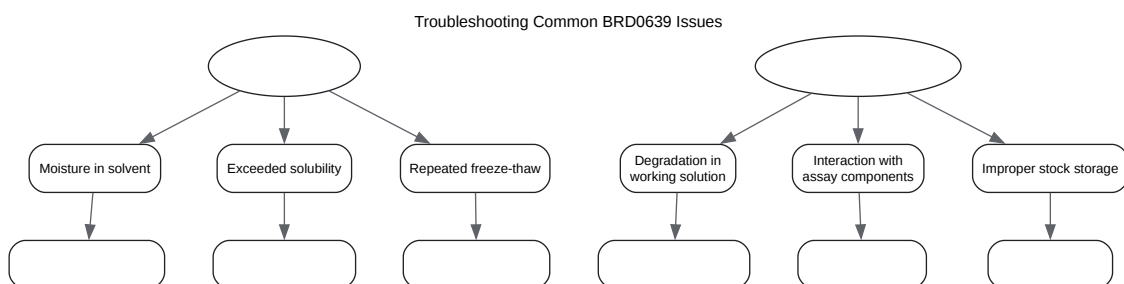 Troubleshooting Common BRD0639 Issues
Moisture in solvent
Exceeded solubility
Repeated freeze-thaw
Degradation in
working solution
Interaction with
assay components
Improper stock storage